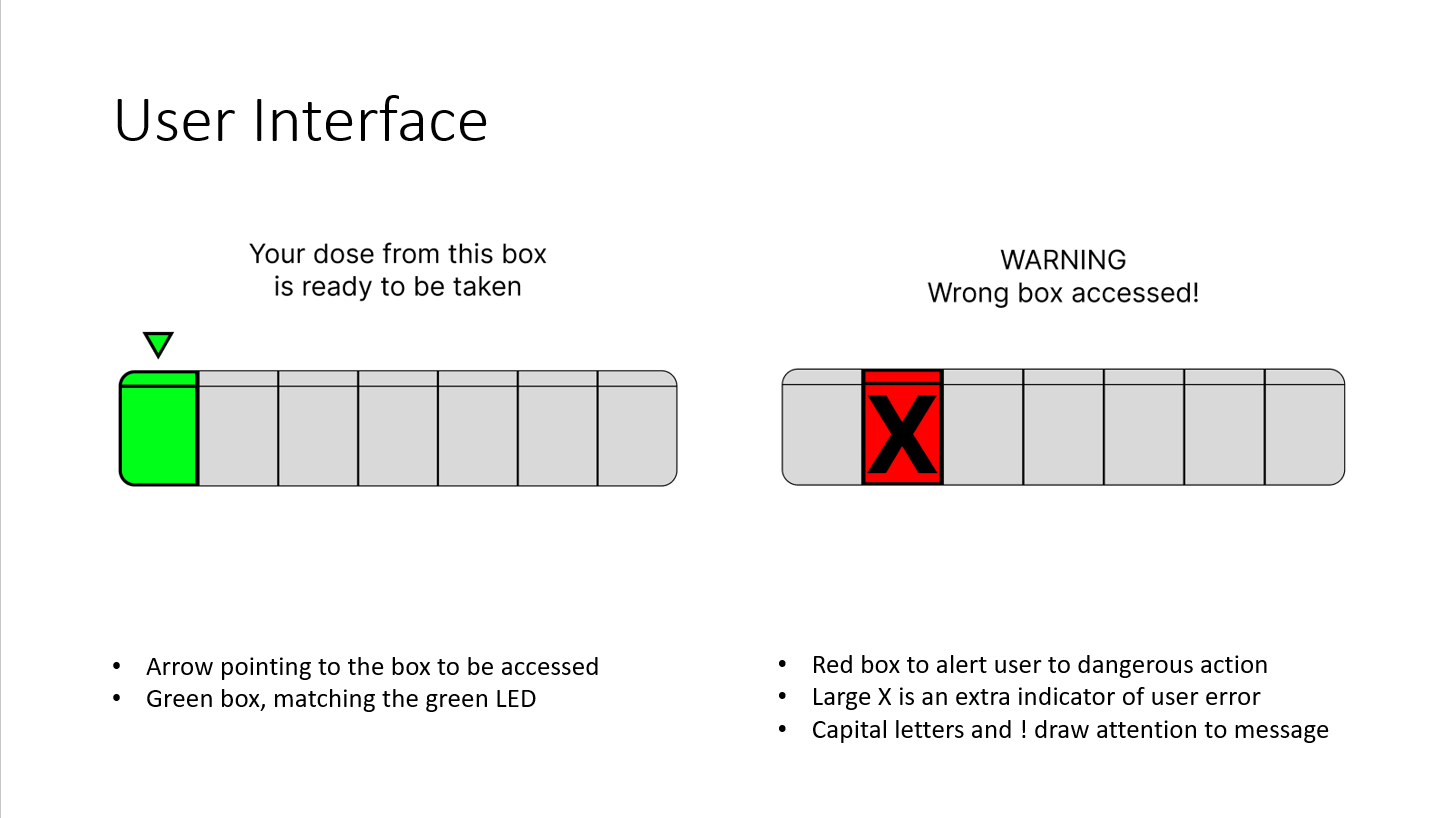 User Interface
Your dose from this box
is ready to be taken
WARNING
Wrong box accessed!
X
• Arrow pointing to the box to be accessed
• Green box, matching the green LED
• Red box to alert user to dangerous action
• Large X is an extra indicator of user error
• Capital letters and ! draw attention to message